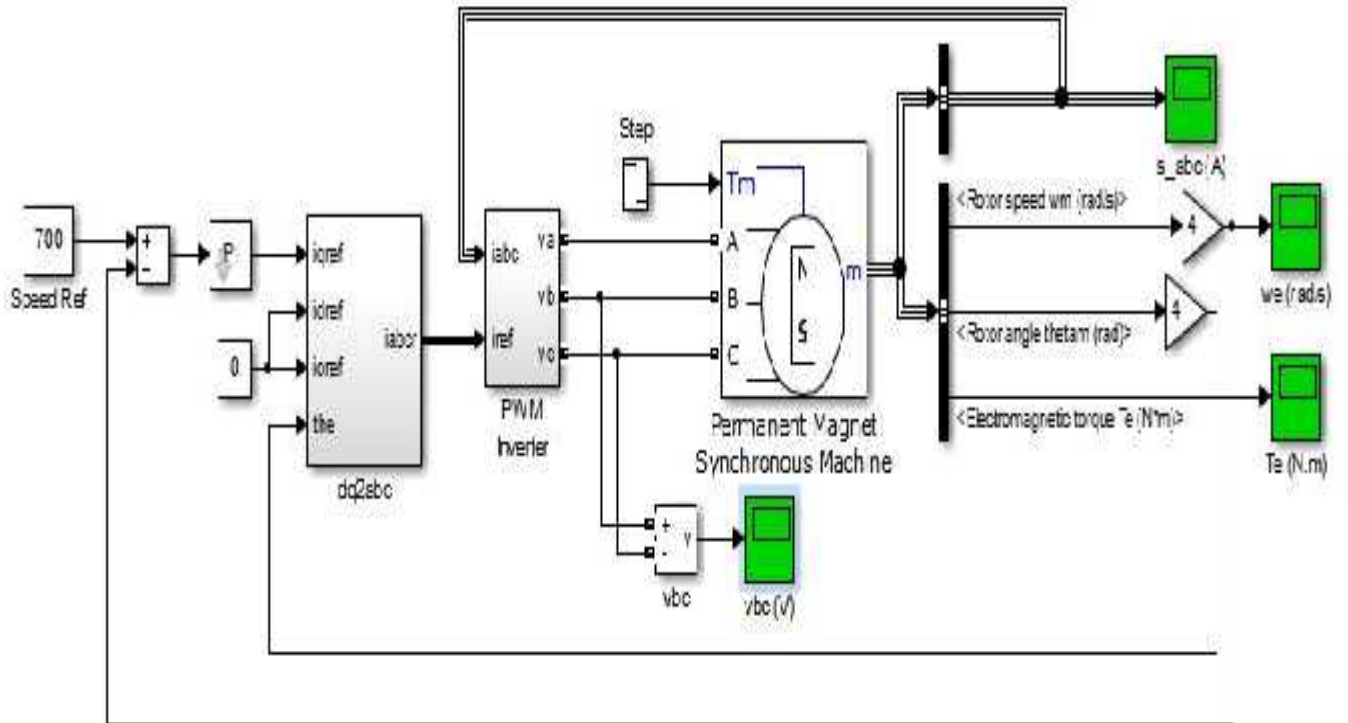 Step
Tm
s_abc (A)
<Rotor speed wm (rad/s)>
4
we (rad/s)
700
Speed Ref
+
-
P
iqref
idref
ioref
the
0
dq2abc
iabc
iref
va
vb
vc
PWM
Inverter
A
B
C
N
S
m
Permanent Magnet
Synchronous Machine
<Rotor angle thetam (rad)>
4
<Electromagnetic torque Te (N*m)>
Te (N.m)
+
-
v
vbc
vbc (V)